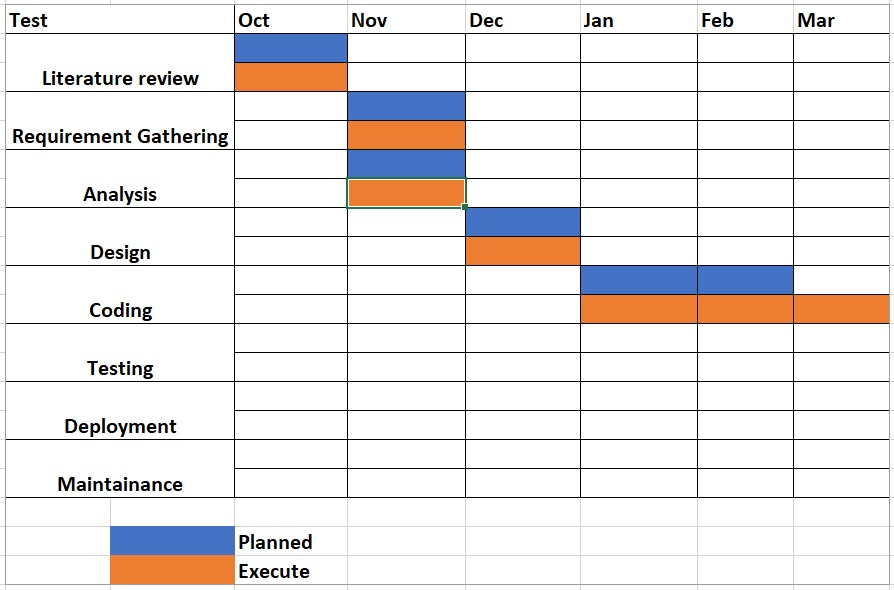 Test Oct Nov Dec Jan Feb Mar
Literature review
Requirement Gathering
Analysis
Design
Coding
Testing
Deployment
Maintainance
Planned
Execute